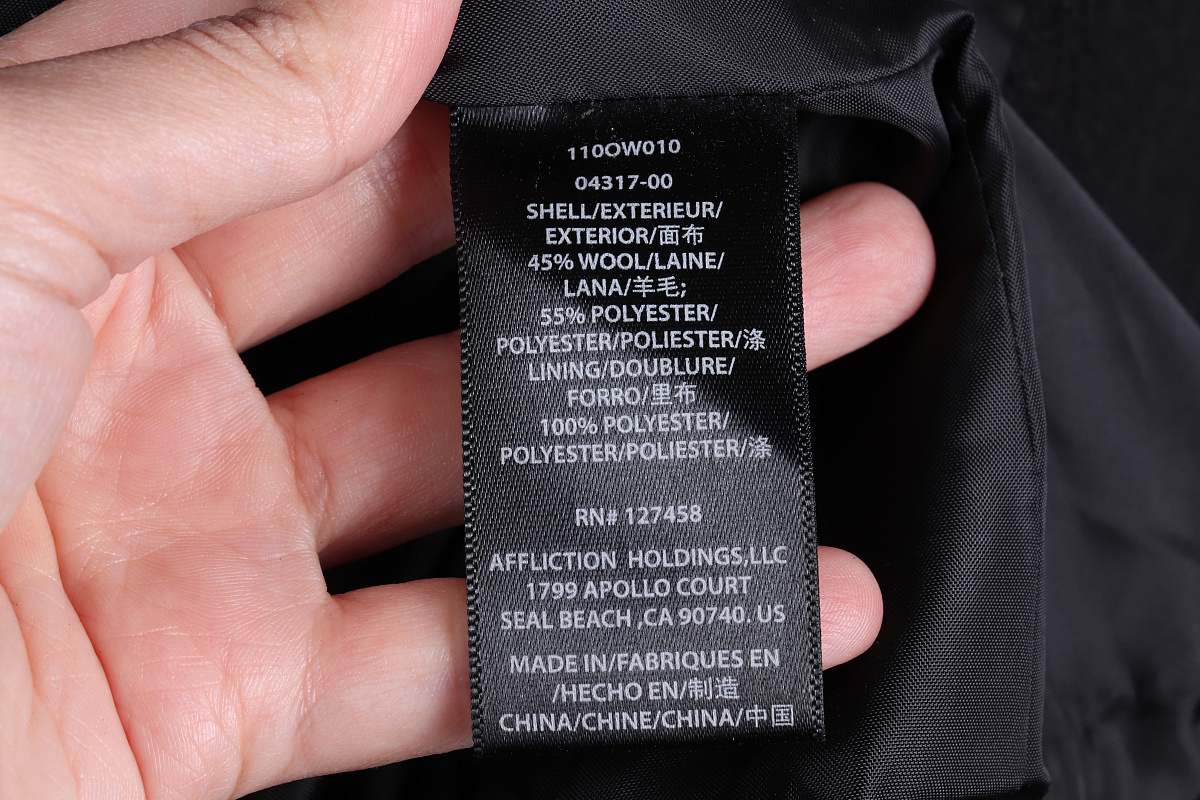 110OW010
04317-00
SHELL/EXTERIEUR/
EXTERIOR/面布
45% WOOL/LAINE/
LANA/羊毛;
55% POLYESTER/
POLYESTER/POLIESTER/涤
LINING/DOUBLURE/
FORRO/里布
100% POLYESTER/
POLYESTER/POLIESTER/涤
RN# 127458
AFFLICTION HOLDINGS,LLC
1799 APOLLO COURT
SEAL BEACH ,CA 90740. US
MADE IN/FABRIQUES EN
/HECHO EN/制造
CHINA/CHINE/CHINA/中国